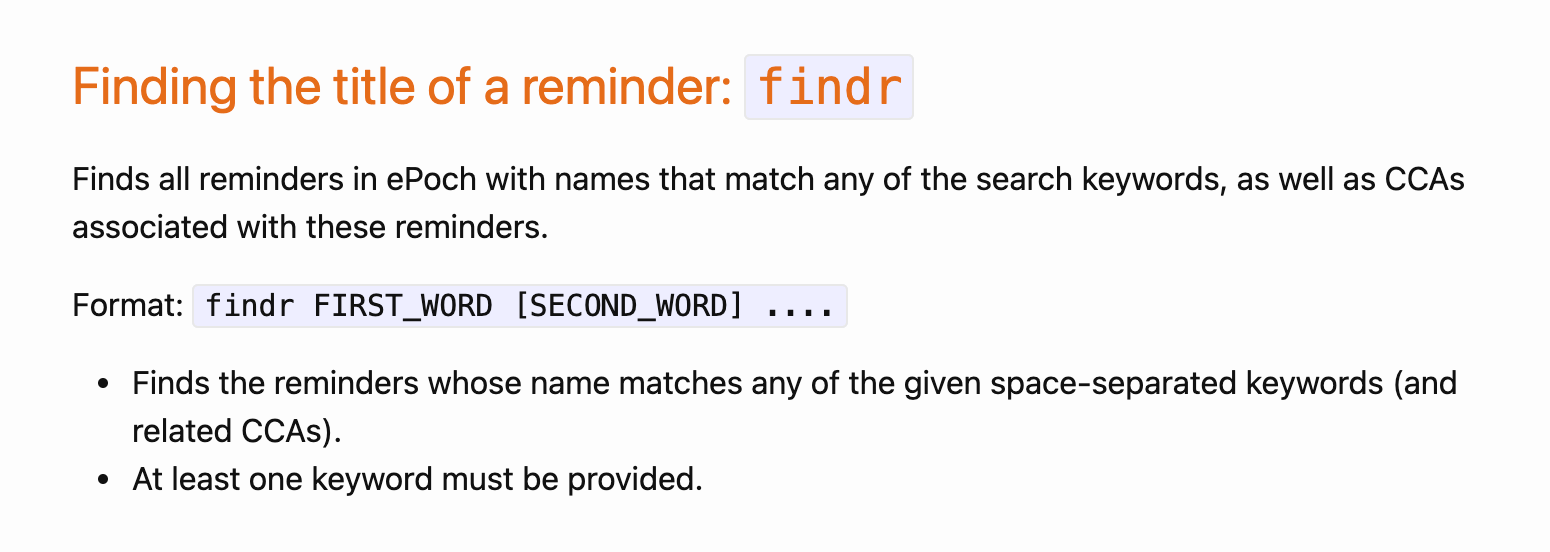 Finding the title of a reminder: findr
Finds all reminders in ePoch with names that match any of the search keywords, as well as CCAs
associated with these reminders.
Format: findr FIRST_WORD [SECOND_WORD] ....
• Finds the reminders whose name matches any of the given space-separated keywords (and
related CCAs).
• At least one keyword must be provided.